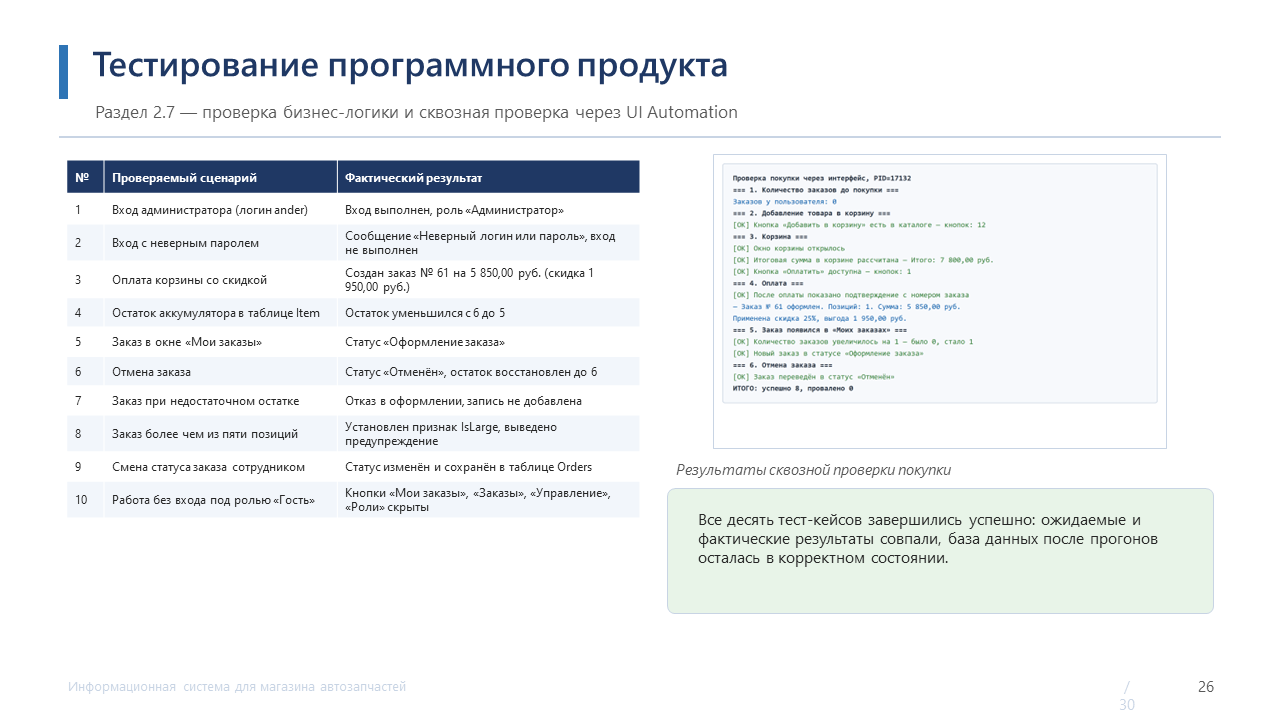 Тестирование программного продукта
Раздел 2.7 — проверка бизнес-логики и сквозная проверка через UI Automation
№ Проверяемый сценарий Фактический результат
1 Вход администратора (логин ander) Вход выполнен, роль «Администратор»
2 Вход с неверным паролем Сообщение «Неверный логин или пароль», вход
не выполнен
3 Оплата корзины со скидкой Создан заказ № 61 на 5 850,00 руб. (скидка 1
950,00 руб.)
4 Остаток аккумулятора в таблице Item Остаток уменьшился с 6 до 5
5 Заказ в окне «Мои заказы» Статус «Оформление заказа»
6 Отмена заказа Статус «Отменён», остаток восстановлен до 6
7 Заказ при недостаточном остатке Отказ в оформлении, запись не добавлена
8 Заказ более чем из пяти позиций Установлен признак IsLarge, выведено
предупреждение
9 Смена статуса заказа сотрудником Статус изменён и сохранён в таблице Orders
10 Работа без входа под ролью «Гость» Кнопки «Мои заказы», «Заказы», «Управление»,
«Роли» скрыты
Проверка покупки через интерфейс, PID=17132
=== 1. Количество заказов до покупки ===
Заказов у пользователя: 0
=== 2. Добавление товара в корзину ===
[OK] Кнопка «Добавить в корзину» есть в каталоге — кнопок: 12
=== 3. Корзина ===
[OK] Окно корзины открылось
[OK] Итоговая сумма в корзине рассчитана — Итого: 7 800,00 руб.
[OK] Кнопка «Оплатить» доступна — кнопок: 1
=== 4. Оплата ===
[OK] После оплаты показано подтверждение с номером заказа
— Заказ № 61 оформлен. Позиций: 1. Сумма: 5 850,00 руб.
Применена скидка 25%, выгода 1 950,00 руб.
=== 5. Заказ появился в «Моих заказах» ===
[OK] Количество заказов увеличилось на 1 — было 0, стало 1
[OK] Новый заказ в статусе «Оформление заказа»
=== 6. Отмена заказа ===
[OK] Заказ переведён в статус «Отменён»
ИТОГО: успешно 8, провалено 0
Результаты сквозной проверки покупки
Все десять тест-кейсов завершились успешно: ожидаемые и
фактические результаты совпали, база данных после прогонов
осталась в корректном состоянии.
Информационная система для магазина автозапчастей
/
30
26